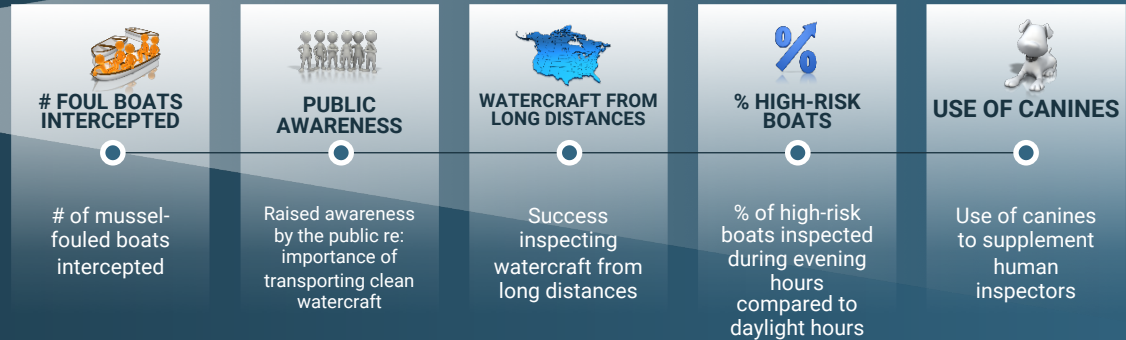 # FOUL BOATS
INTERCEPTED
# of mussel-
fouled boats
intercepted
PUBLIC
AWARENESS
Raised awareness
by the public re:
importance of
transporting clean
watercraft
WATERCRAFT FROM
LONG DISTANCES
Success
inspecting
watercraft from
long distances
%
% HIGH-RISK
BOATS
% of high-risk
boats inspected
during evening
hours
compared to
daylight hours
USE OF CANINES
Use of canines
to supplement
human
inspectors